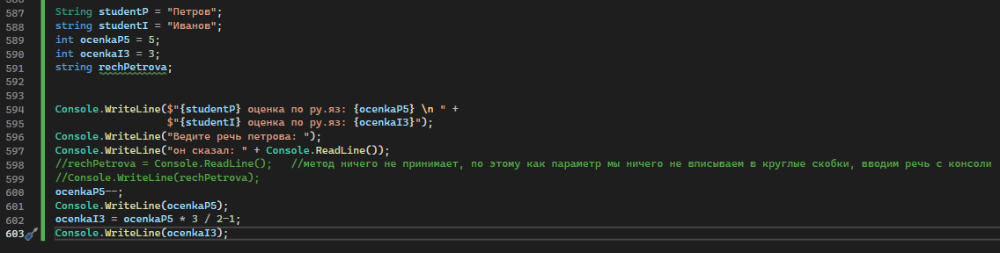 587 String studentP = "Петров";
588 string studentI = "Иванов";
589 int ocenkaP5 = 5;
590 int ocenkaI3 = 3;
591 string rechPetrova;
592
593
594 Console.WriteLine($"{studentP} оценка по ру.яз: {ocenkaP5} \n " +
595 $"{studentI} оценка по ру.яз: {ocenkaI3}");
596 Console.WriteLine("Ведите речь петрова: ");
597 Console.WriteLine("он сказал: " + Console.ReadLine());
598 //rechPetrova = Console.ReadLine(); //метод ничего не принимает, по этому как параметр мы ничего не вписываем в круглые скобки, вводим речь с консоли
599 //Console.WriteLine(rechPetrova);
600 ocenkaP5--;
601 Console.WriteLine(ocenkaP5);
602 ocenkaI3 = ocenkaP5 * 3 / 2-1;
603 Console.WriteLine(ocenkaI3);